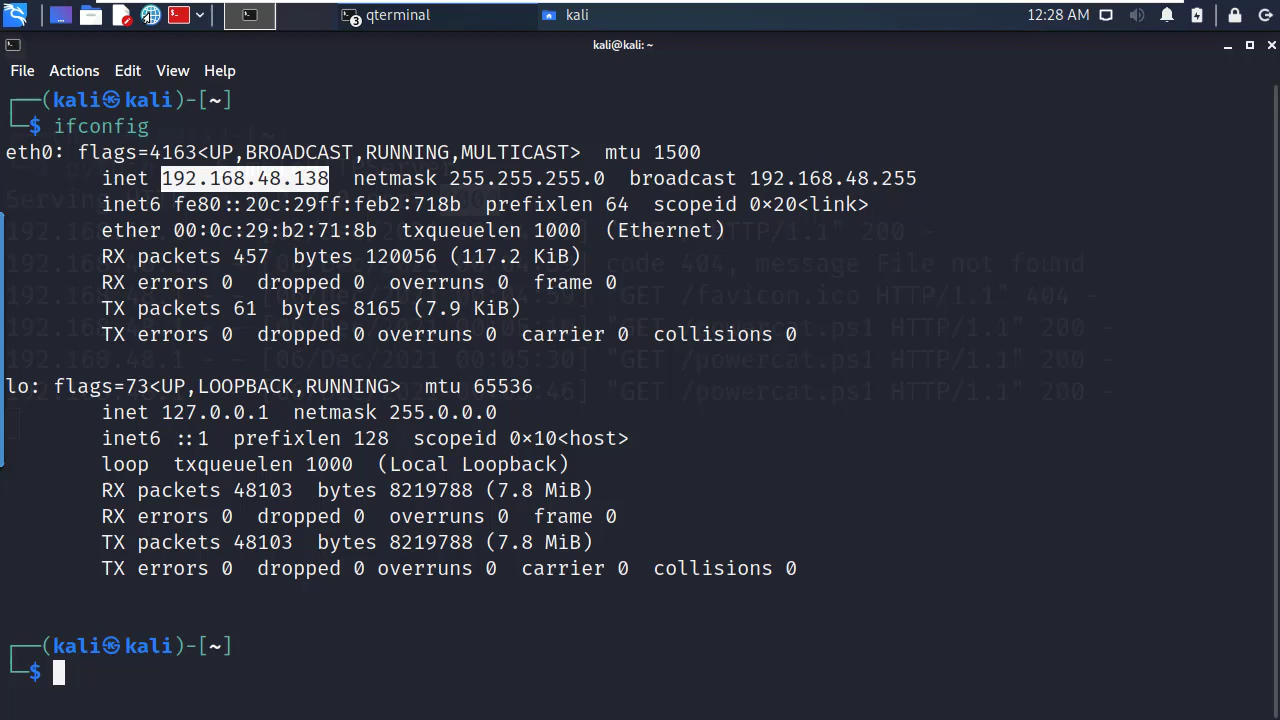 qterminal
kali
12:28 AM
kali@kali: ~
File Actions Edit View Help
┌──(kali㉿kali)-[~]
└─$ ifconfig
eth0: flags=4163<UP,BROADCAST,RUNNING,MULTICAST>  mtu 1500
        inet 192.168.48.138  netmask 255.255.255.0  broadcast 192.168.48.255
        inet6 fe80::20c:29ff:feb2:718b  prefixlen 64  scopeid 0×20<link>
        ether 00:0c:29:b2:71:8b  txqueuelen 1000  (Ethernet)
        RX packets 457  bytes 120056 (117.2 KiB)
        RX errors 0  dropped 0  overruns 0  frame 0
        TX packets 61  bytes 8165 (7.9 KiB)
        TX errors 0  dropped 0 overruns 0  carrier 0  collisions 0
lo: flags=73<UP,LOOPBACK,RUNNING>  mtu 65536
        inet 127.0.0.1  netmask 255.0.0.0
        inet6 ::1  prefixlen 128  scopeid 0×10<host>
        loop  txqueuelen 1000  (Local Loopback)
        RX packets 48103  bytes 8219788 (7.8 MiB)
        RX errors 0  dropped 0  overruns 0  frame 0
        TX packets 48103  bytes 8219788 (7.8 MiB)
        TX errors 0  dropped 0 overruns 0  carrier 0  collisions 0
┌──(kali㉿kali)-[~]
└─$